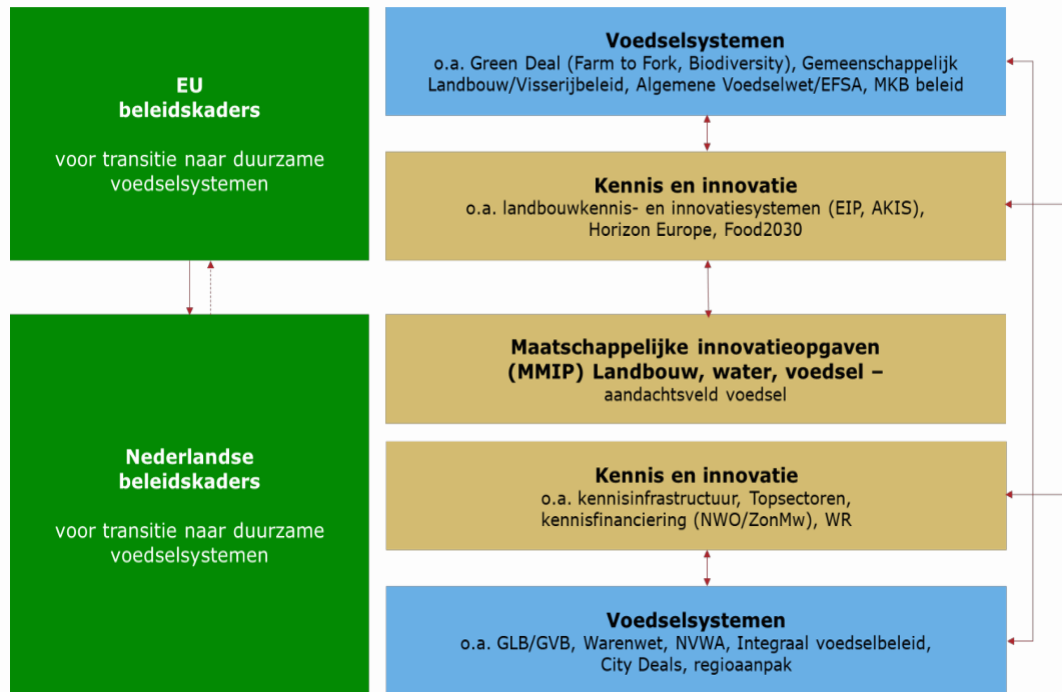 EU
beleidskaders
voor transitie naar duurzame
voedselsystemen
Voedselsystemen
o.a. Green Deal (Farm to Fork, Biodiversity), Gemeenschappelijk
Landbouw/Visserijbeleid, Algemene Voedselwet/EFSA, MKB beleid
Kennis en innovatie
o.a. landbouwkennis- en innovatiesystemen (EIP, AKIS),
Horizon Europe, Food2030
Nederlandse
beleidskaders
voor transitie naar duurzame
voedselsystemen
Maatschappelijke innovatieopgaven
(MMIP) Landbouw, water, voedsel –
aandachtsveld voedsel
Kennis en innovatie
o.a. kennisinfrastructuur, Topsectoren,
kennisfinanciering (NWO/ZonMw), WR
Voedselsystemen
o.a. GLB/GVB, Warenwet, NVWA, Integraal voedselbeleid,
City Deals, regioaanpak